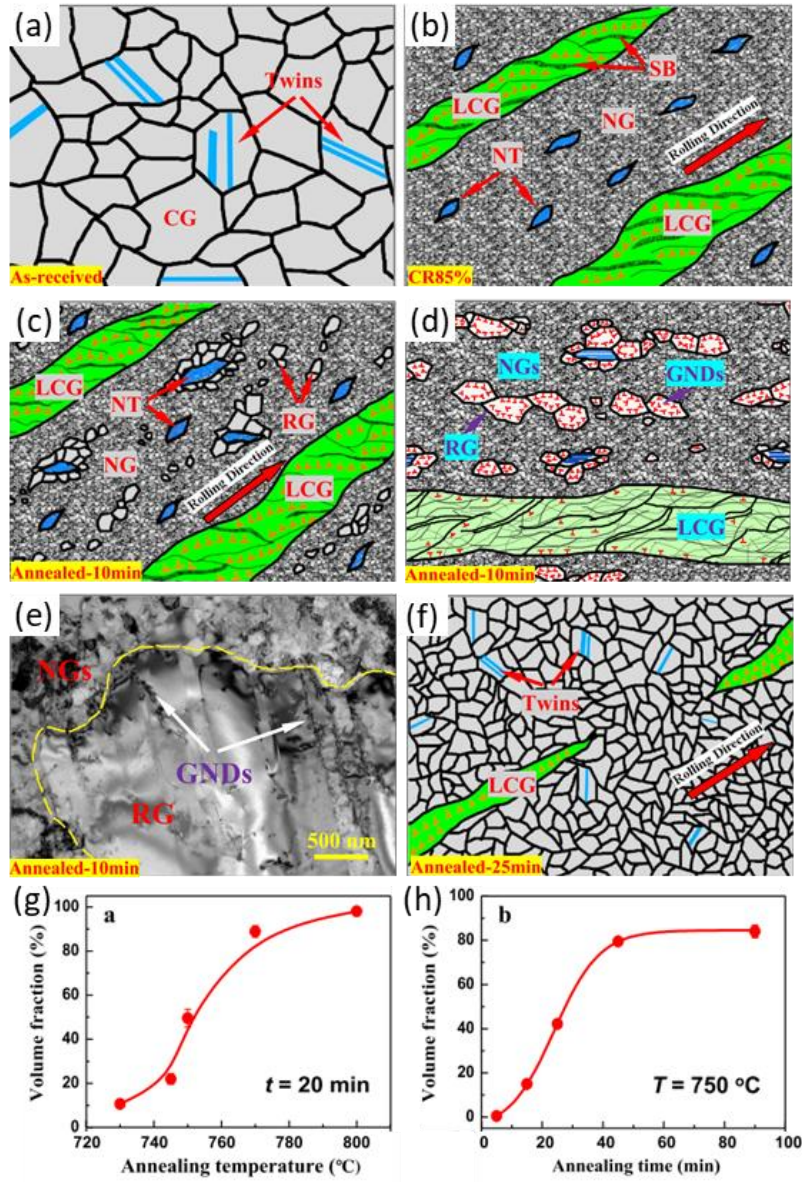 (a)
Twins
CG
As-received
(b)
SB
LCG
NG
Rolling Direction
NT
LCG
CR85%
(c)
LCG
NT
RG
NG
Rolling Direction
LCG
Annealed-10min
(d)
NGs
GNDs
RG
LCG
Annealed-10min
(e)
NGs
GNDs
RG
500 nm
Annealed-10min
(f)
Twins
Rolling Direction
LCG
Annealed-25min
(g)
a
100
80
60
40
20
0
Volume fraction (%)
t = 20 min
720 740 760 780 800
Annealing temperature (°C)
(h)
b
100
80
60
40
20
0
Volume fraction (%)
T = 750 °C
0 20 40 60 80 100
Annealing time (min)